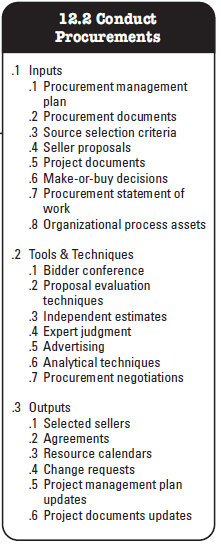 12.2 Conduct
Procurements
.1 Inputs
.1 Procurement management
plan
.2 Procurement documents
.3 Source selection criteria
.4 Seller proposals
.5 Project documents
.6 Make-or-buy decisions
.7 Procurement statement of
work
.8 Organizational process assets
.2 Tools & Techniques
.1 Bidder conference
.2 Proposal evaluation
techniques
.3 Independent estimates
.4 Expert judgment
.5 Advertising
.6 Analytical techniques
.7 Procurement negotiations
.3 Outputs
.1 Selected sellers
.2 Agreements
.3 Resource calendars
.4 Change requests
.5 Project management plan
updates
.6 Project documents updates